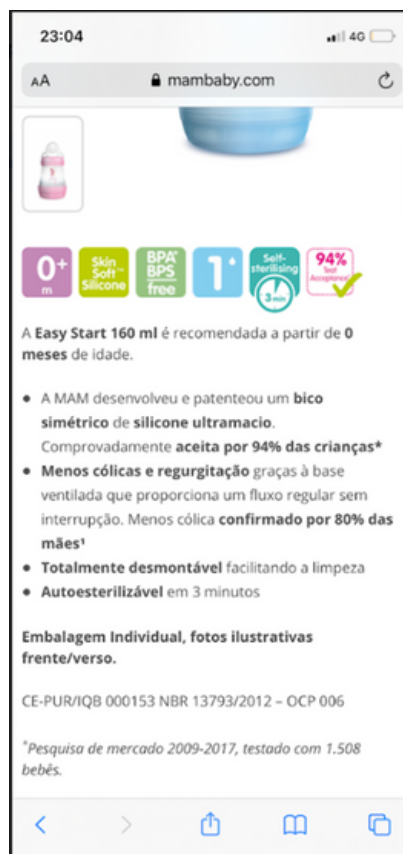 23:04
4G
AA
mambaby.com
0+
m
Skin
Soft™
Silicone
BPA*
BPS
free
1
Self-
sterilising
3 min
94%
Test
Acceptance*
A Easy Start 160 ml é recomendada a partir de 0
meses de idade.
A MAM desenvolveu e patenteou um bico
simétrico de silicone ultramacio.
Comprovadamente aceita por 94% das crianças*
Menos cólicas e regurgitação graças à base
ventilada que proporciona um fluxo regular sem
interrupção. Menos cólica confirmado por 80% das
mães¹
Totalmente desmontável facilitando a limpeza
Autoesterilizável em 3 minutos
Embalagem Individual, fotos ilustrativas
frente/verso.
CE-PUR/IQB 000153 NBR 13793/2012 – OCP 006
*Pesquisa de mercado 2009-2017, testado com 1.508
bebês.